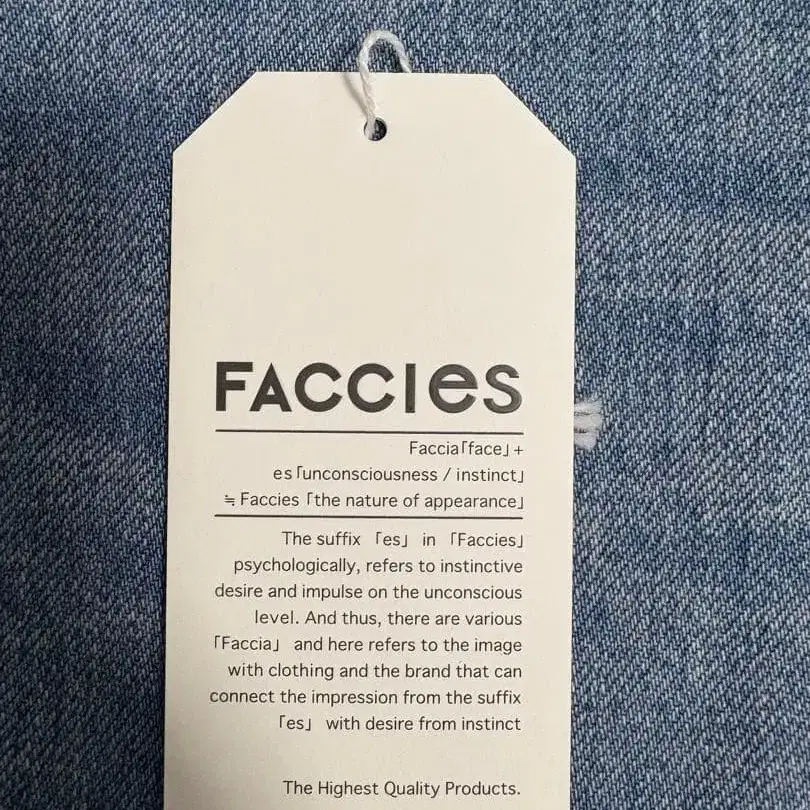 FACCIes
Faccia「face」+
es「unconsciousness / instinct」
≒ Faccies「the nature of appearance」
The suffix 「es」 in 「Faccies」
psychologically, refers to instinctive
desire and impulse on the unconscious
level. And thus, there are various
「Faccia」 and here refers to the image
with clothing and the brand that can
connect the impression from the suffix
「es」 with desire from instinct
The Highest Quality Products.